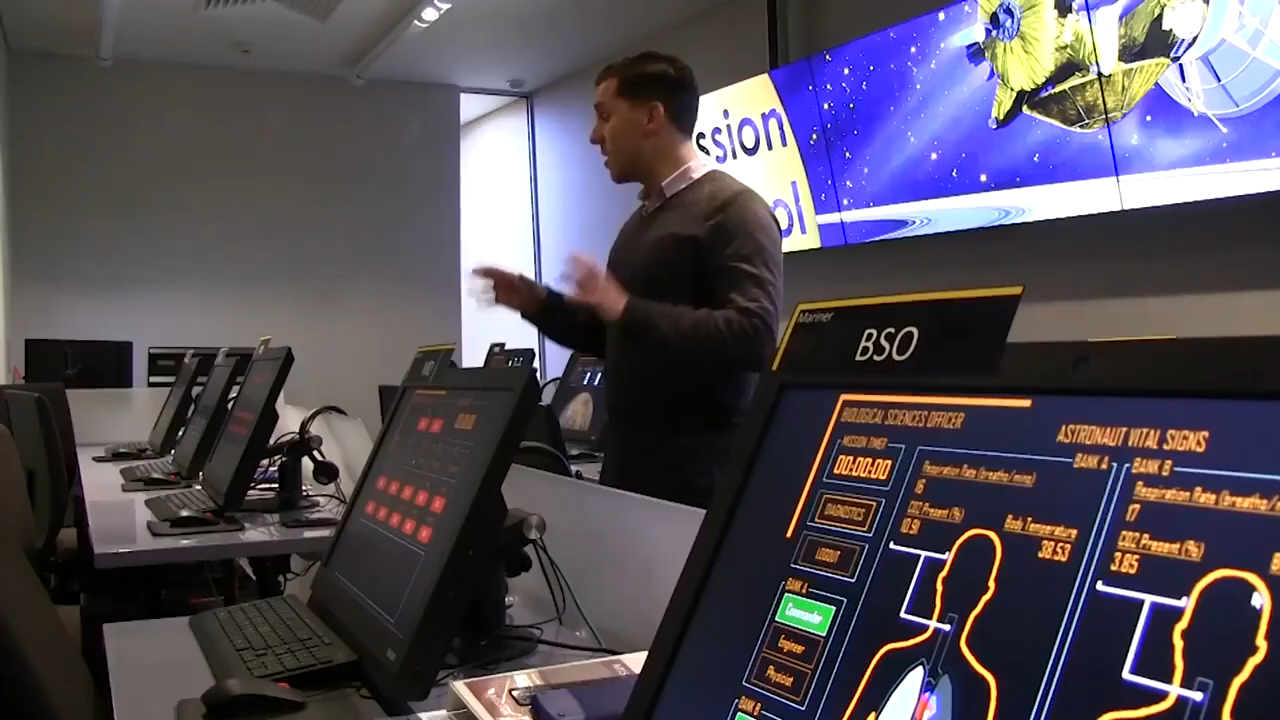 ssion
ol
Mariner
BSO
BIOLOGICAL SCIENCES OFFICER
MISSION TIMER
00:00:00
DIAGNOSTICS
LOGOUT
BANK A
Commander
Engineer
Physicist
BANK B
ASTRONAUT VITAL SIGNS
BANK A
Respiration Rate (breaths/min)
16
CO2 Present (%)
10.91
Body Temperature
38.53
BANK B
Respiration Rate (breaths/
17
CO2 Present (%)
3.85